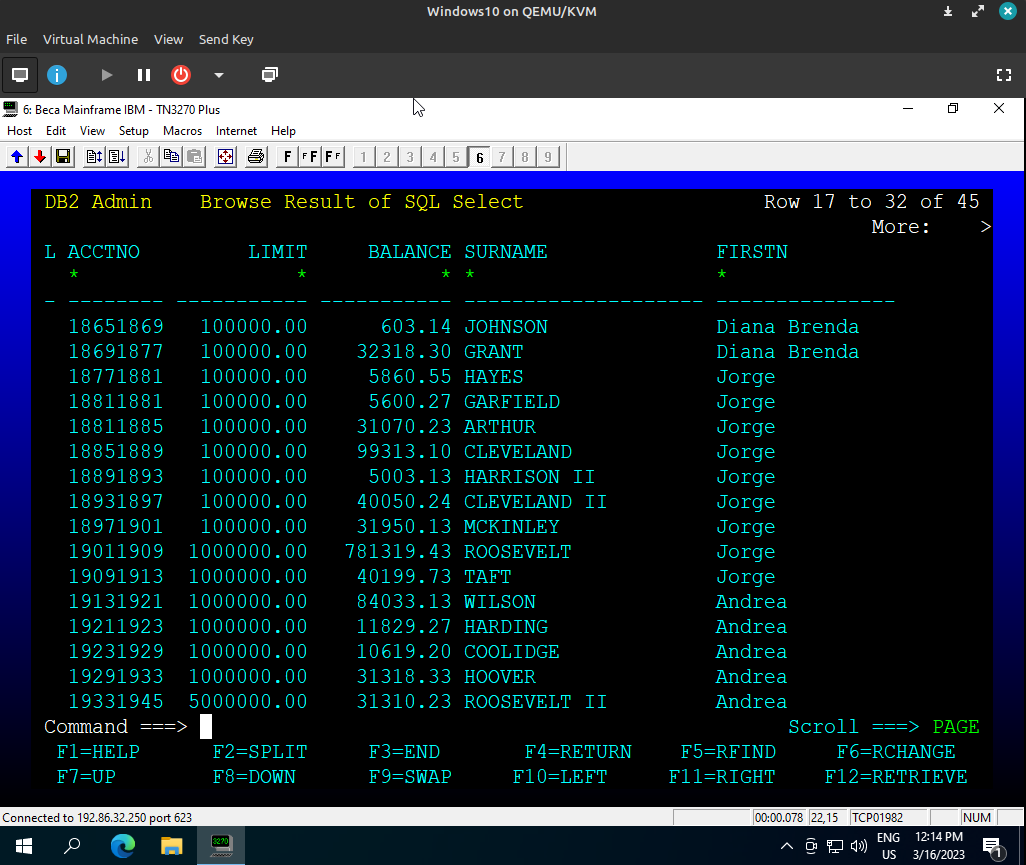 Windows10 on QEMU/KVM
File Virtual Machine View Send Key
6: Beca Mainframe IBM - TN3270 Plus
Host Edit View Setup Macros Internet Help
F FF FF 1 2 3 4 5 6 7 8 9
DB2 Admin Browse Result of SQL Select Row 17 to 32 of 45
More: >
L ACCTNO LIMIT BALANCE SURNAME FIRSTN
* * * * *
- -------- ----------- ----------- -------------------- ---------------
18651869 100000.00 603.14 JOHNSON Diana Brenda
18691877 100000.00 32318.30 GRANT Diana Brenda
18771881 100000.00 5860.55 HAYES Jorge
18811881 100000.00 5600.27 GARFIELD Jorge
18811885 100000.00 31070.23 ARTHUR Jorge
18851889 100000.00 99313.10 CLEVELAND Jorge
18891893 100000.00 5003.13 HARRISON II Jorge
18931897 100000.00 40050.24 CLEVELAND II Jorge
18971901 100000.00 31950.13 MCKINLEY Jorge
19011909 1000000.00 781319.43 ROOSEVELT Jorge
19091913 1000000.00 40199.73 TAFT Jorge
19131921 1000000.00 84033.13 WILSON Andrea
19211923 1000000.00 11829.27 HARDING Andrea
19231929 1000000.00 10619.20 COOLIDGE Andrea
19291933 1000000.00 31318.33 HOOVER Andrea
19331945 5000000.00 31310.23 ROOSEVELT II Andrea
Command ===> Scroll ===> PAGE
F1=HELP F2=SPLIT F3=END F4=RETURN F5=RFIND F6=RCHANGE
F7=UP F8=DOWN F9=SWAP F10=LEFT F11=RIGHT F12=RETRIEVE
Connected to 192.86.32.250 port 623 00:00.078 22,15 TCP01982 NUM
3270 ENG 12:14 PM
US 3/16/2023 1